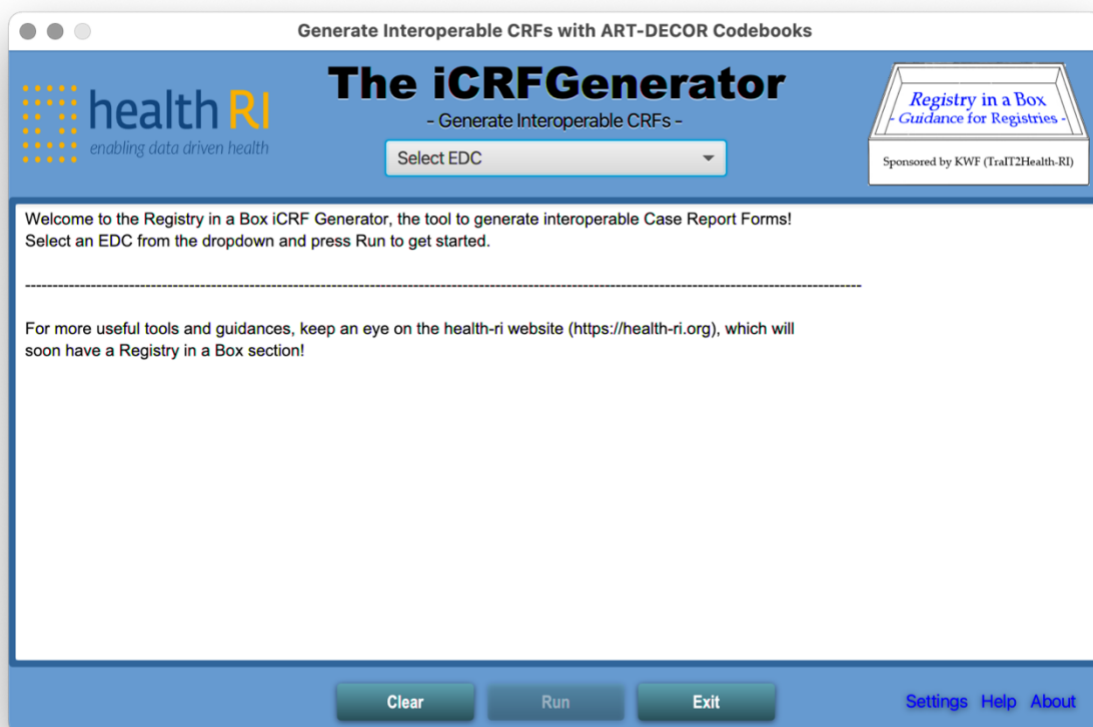 Generate Interoperable CRFs with ART-DECOR Codebooks
health RI
enabling data driven health
The iCRFGenerator
- Generate Interoperable CRFs -
Select EDC
Registry in a Box
- Guidance for Registries -
Sponsored by KWF (TraIT2Health-RI)
Welcome to the Registry in a Box iCRF Generator, the tool to generate interoperable Case Report Forms!
Select an EDC from the dropdown and press Run to get started.
--------------------------------------------------------------------------------------------------------------------------------------------------------
For more useful tools and guidances, keep an eye on the health-ri website (https://health-ri.org), which will
soon have a Registry in a Box section!
Clear
Run
Exit
Settings Help About